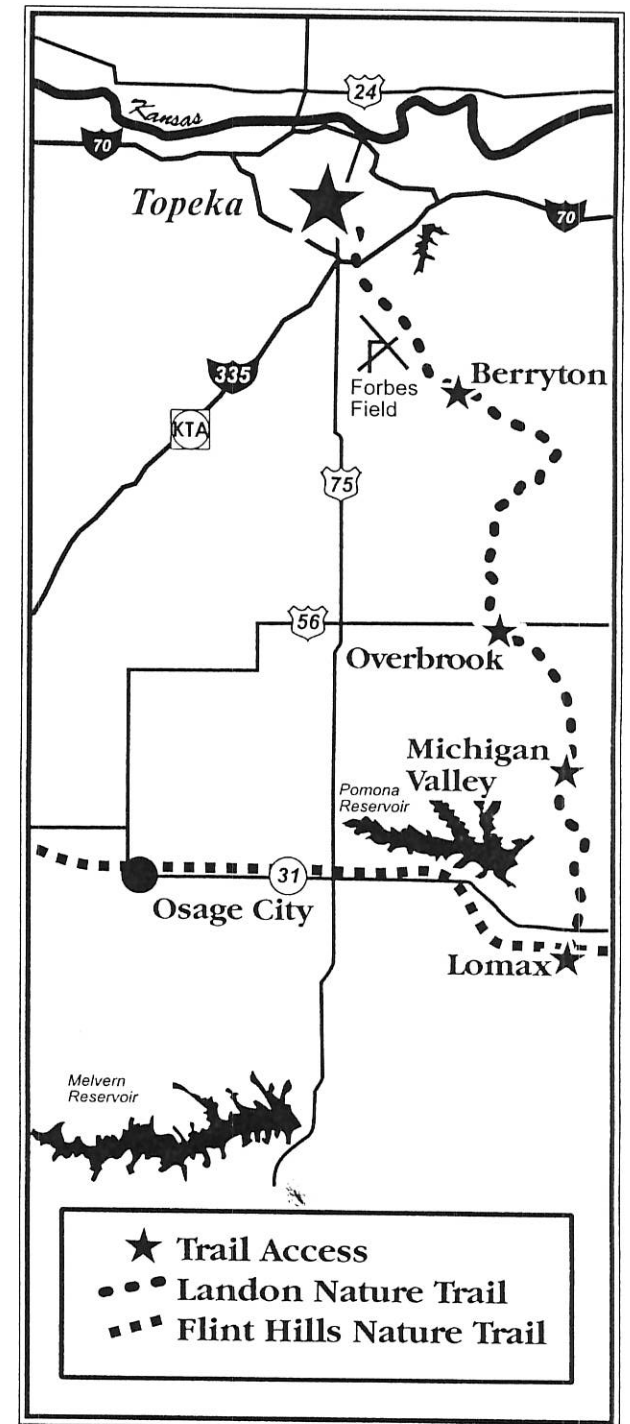 24
Kansas
70
Topeka
70
335
KTA
Forbes
Field
Berryton
75
56
Overbrook
Michigan
Valley
Pomona
Reservoir
31
Osage City
Lomax
Melvern
Reservoir
Trail Access
Landon Nature Trail
Flint Hills Nature Trail